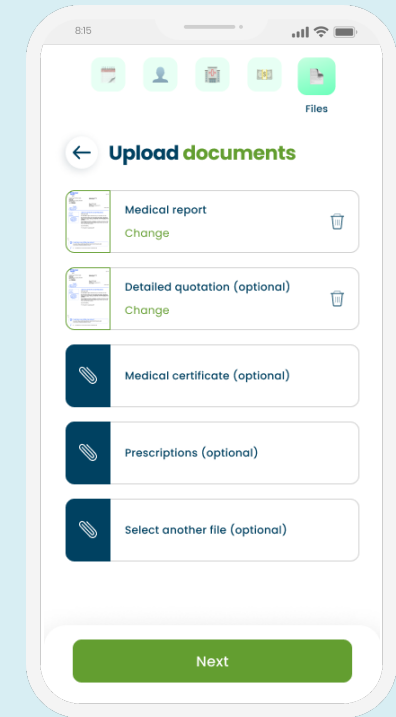 8:15
Files
Upload documents
Medical report
Change
Detailed quotation (optional)
Change
Medical certificate (optional)
Prescriptions (optional)
Select another file (optional)
Next